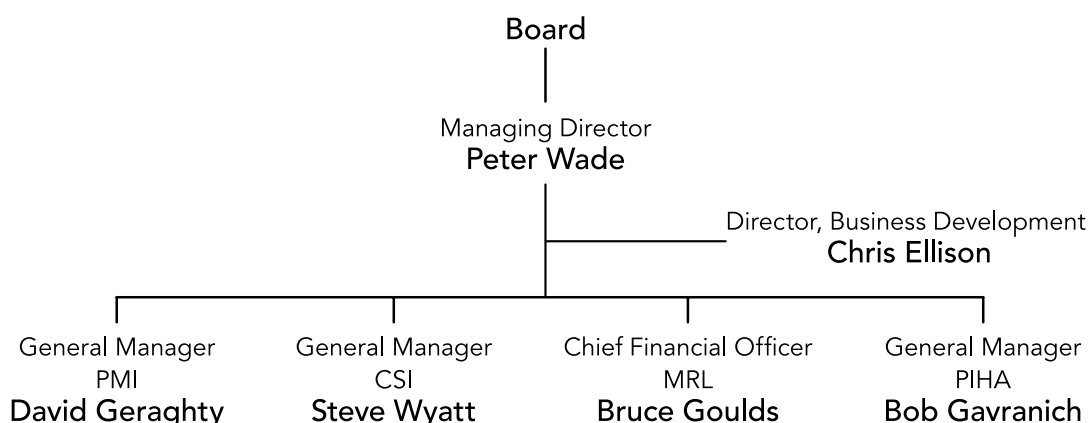 Board
Managing Director
Peter Wade
Director, Business Development
Chris Ellison
General Manager
PMI
David Geraghty
General Manager
CSI
Steve Wyatt
Chief Financial Officer
MRL
Bruce Goulds
General Manager
PIHA
Bob Gavranich